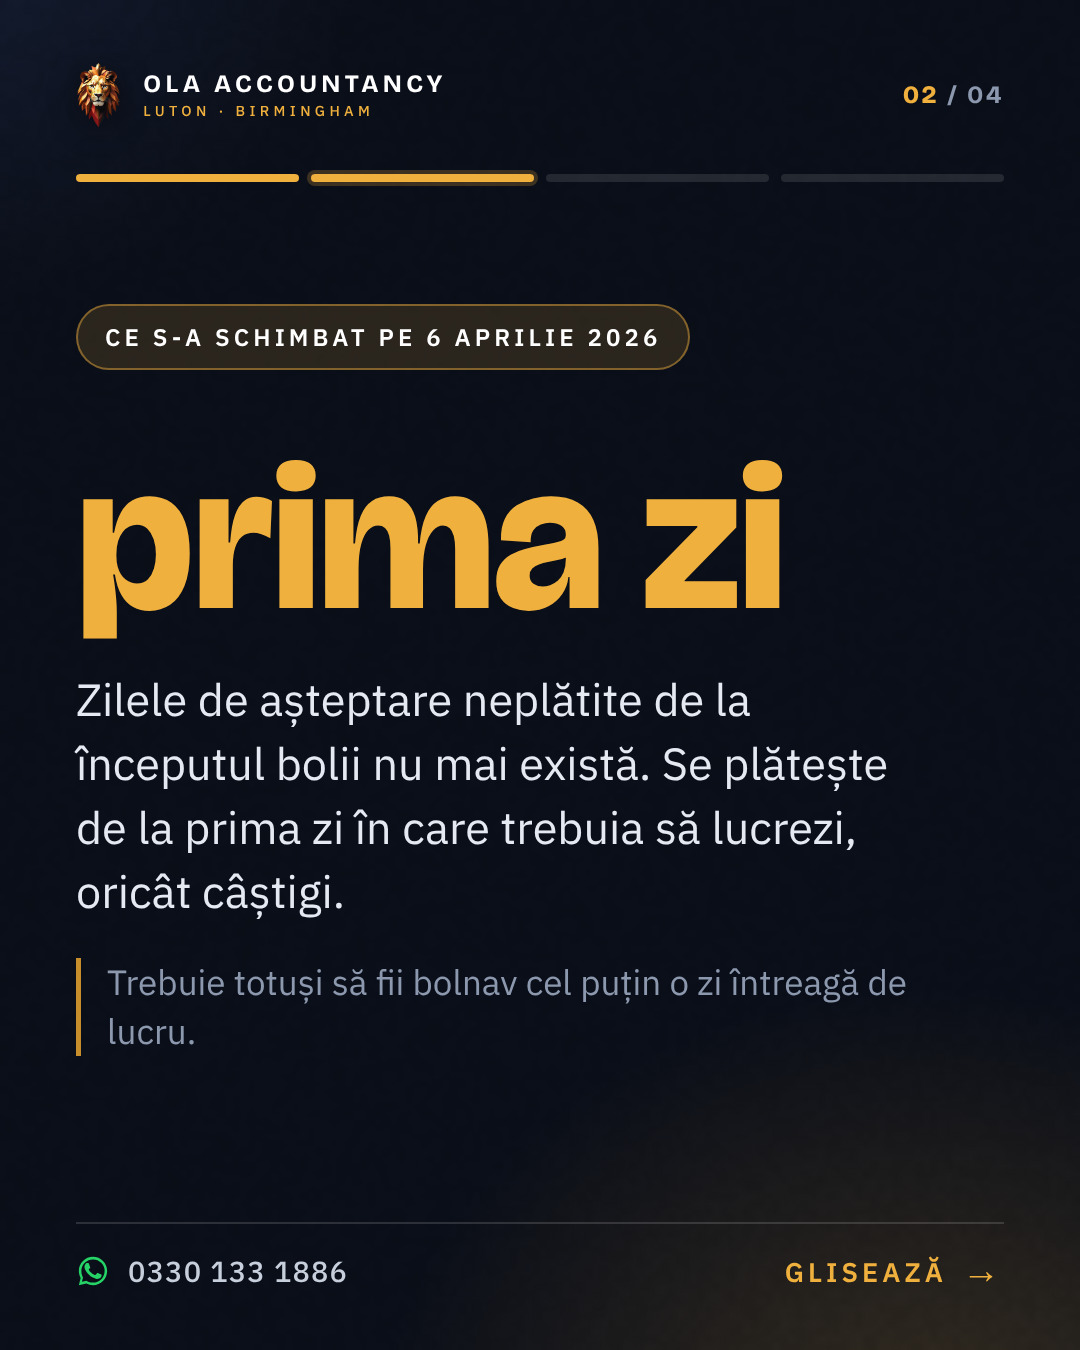 OLA ACCOUNTANCY
LUTON · BIRMINGHAM
02 / 04
CE S-A SCHIMBAT PE 6 APRILIE 2026
prima zi
Zilele de așteptare neplătite de la
începutul bolii nu mai există. Se plătește
de la prima zi în care trebuia să lucrezi,
oricât câștigi.
Trebuie totuși să fii bolnav cel puțin o zi întreagă de
lucru.
0330 133 1886
GLISEAZĂ →